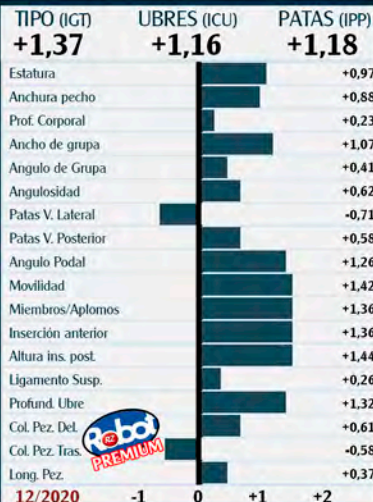 TIPO (IGT) UBRES (ICU) PATAS (IPP)
+1,37 +1,16 +1,18
Estatura +0,97
Anchura pecho +0,88
Prof. Corporal +0,23
Ancho de grupa +1,07
Angulo de Grupa +0,41
Angulosidad +0,62
Patas V. Lateral -0,71
Patas V. Posterior +0,58
Angulo Podal +1,26
Movilidad +1,42
Miembros/Aplomos +1,36
Inserción anterior +1,36
Altura ins. post. +1,44
Ligamento Susp. +0,26
Profund. Ubre +1,32
Col. Pez. Del. +0,61
Robot
RZ
PREMIUM
Col. Pez. Tras. -0,58
Long. Pez. +0,37
12/2020 -1 0 +1 +2